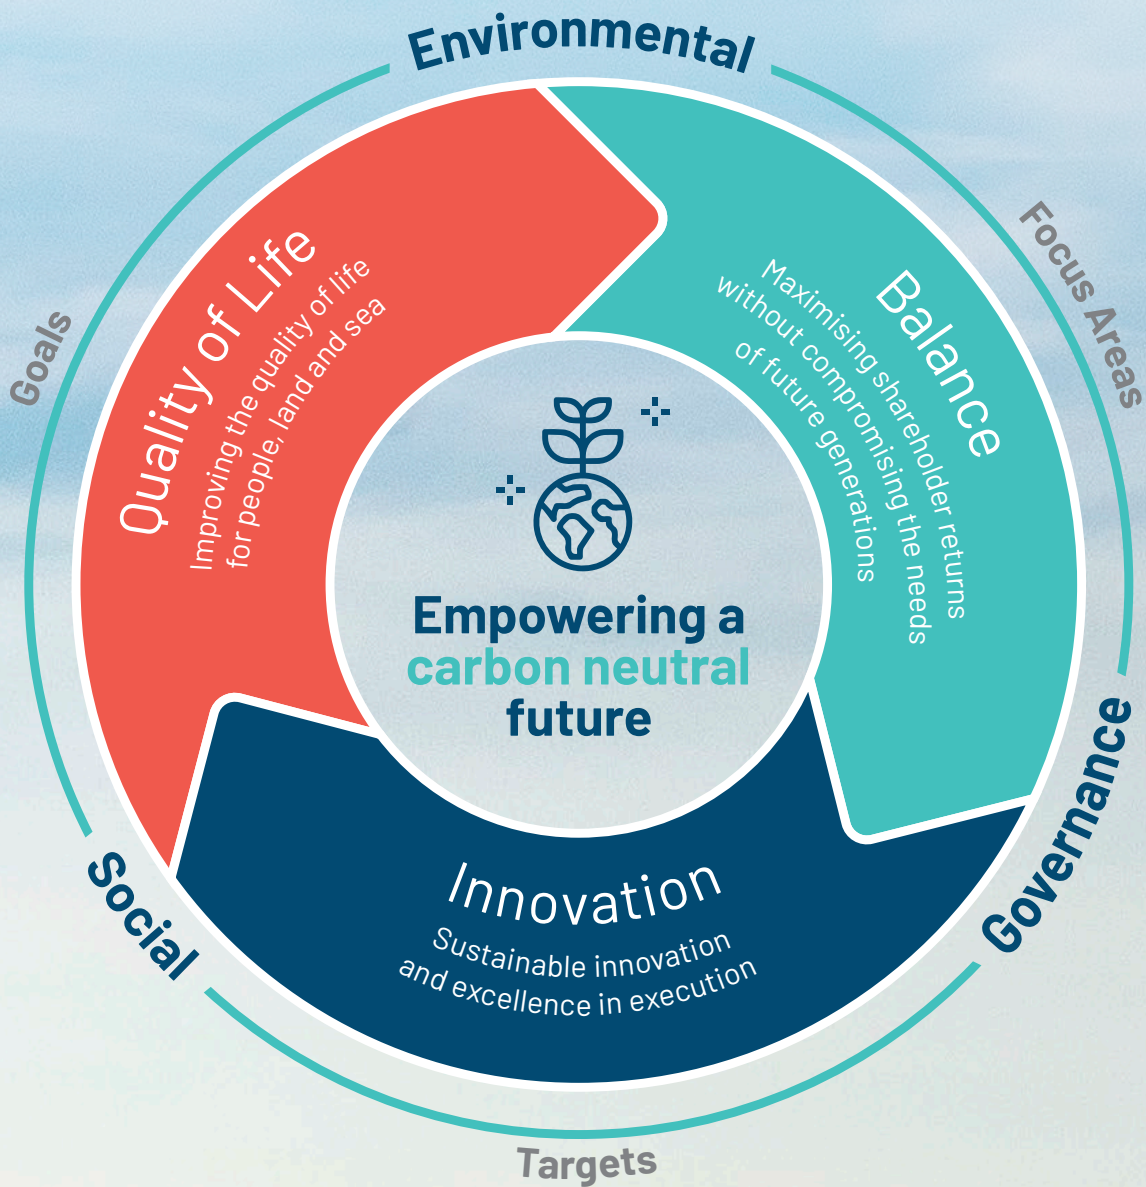 Environmental
Goals
Focus Areas
Quality of Life
Improving the quality of life
for people, land and sea
Balance
Maximising shareholder returns
without compromising the needs
of future generations
Empowering a
carbon neutral
future
Innovation
Sustainable innovation
and excellence in execution
Social
Governance
Targets